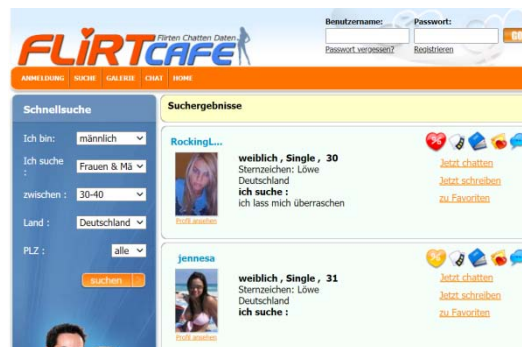 FLiRTCAFE
Flirten Chatten Daten
Benutzername: Passwort:
Passwort vergessen? Registrieren
ANMELDUNG SUCHE GALERIE CHAT HOME
Schnellsuche
Ich bin: männlich
Ich suche : Frauen & Mä
zwischen : 30-40
Land : Deutschland
PLZ : alle
suchen
Suchergebnisse
RockingL...
Profil ansehen
weiblich , Single , 30
Sternzeichen: Löwe
Deutschland
ich suche :
ich lass mich überraschen
Jetzt chatten
Jetzt schreiben
zu Favoriten
jennesa
Profil ansehen
weiblich , Single , 31
Sternzeichen: Löwe
Deutschland
ich suche :
Jetzt chatten
Jetzt schreiben
zu Favoriten